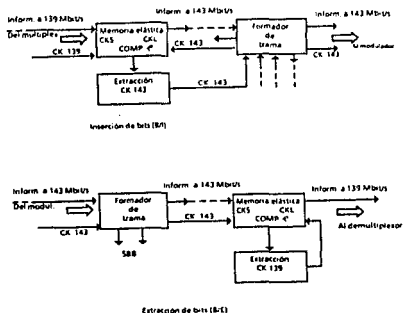 Inform. a 139 Mbit/s
Inform. a 143 Mbit/s
Inform. a 143 Mbit/s
Del multiplex
Memoria elástica
CKS CKL
COMP φ
Formador
de
trama
Al modulador
CK 139
CK 143
CK 143
Extracción
CK 143
CK 143
Inserción de bits (B/I)
Inform. a 143 Mbit/s
Inform. a 143 Mbit/s
Inform. a 139 Mbit/s
Del modul.
Formador
de
trama
Memoria elástica
CKS CKL
COMP φ
Al demultiplexor
CK 143
CK 143
SBB
Extracción
CK 139
Extracción de bits (B/E)